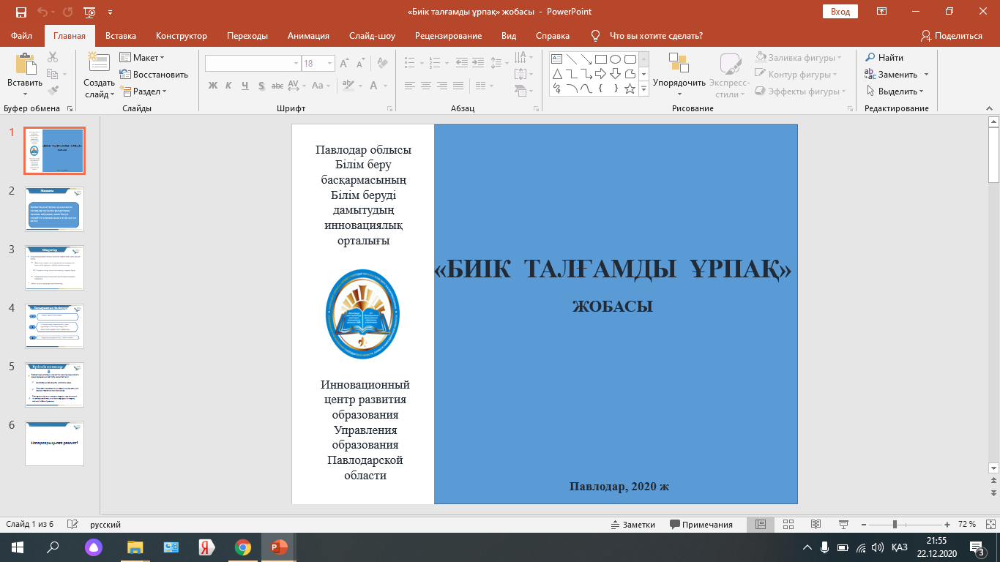 «Биік талғамды ұрпақ» жобасы - PowerPoint
Вход
Файл Главная Вставка Конструктор Переходы Анимация Слайд-шоу Рецензирование Вид Справка Что вы хотите сделать? Поделиться
Вставить
Буфер обмена
Создать слайд
Макет
Восстановить
Раздел
Слайды
18
Ж К Ч S abc AV Aa А
Шрифт
Абзац
Упорядочить
Экспресс-стили
Заливка фигуры
Контур фигуры
Эффекты фигуры
Рисование
Найти
Заменить
Выделить
Редактирование
1
2
3
4
5
6
Мақсаты
Міндеттер
Назарларыңызға рахмет!
Павлодар облысы
Білім беру
басқармасының
Білім беруді
дамытудың
инновациялық
орталығы
Инновационный
центр развития
образования
Управления
образования
Павлодарской
области
«БИІК ТАЛҒАМДЫ ҰРПАҚ»
ЖОБАСЫ
Павлодар, 2020 ж
Слайд 1 из 6
русский
Заметки
Примечания
72 %
ҚАЗ
21:55
22.12.2020
3